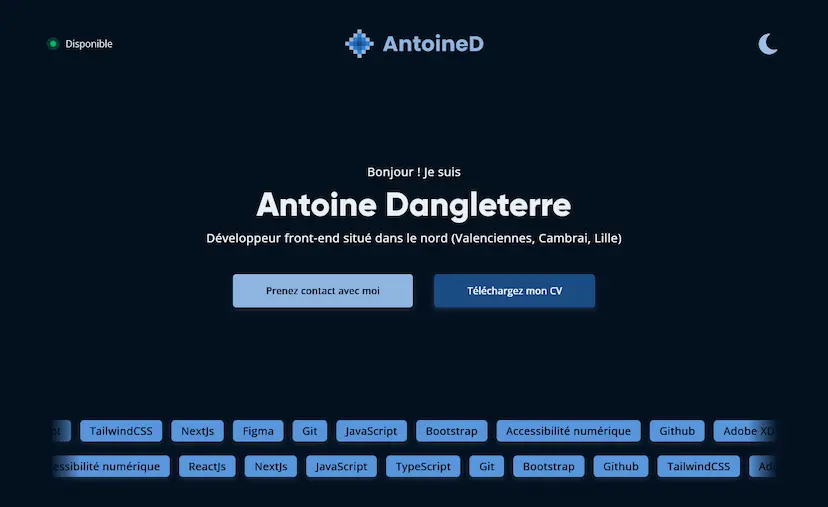 Disponible
AntoineD
Bonjour ! Je suis
Antoine Dangleterre
Développeur front-end situé dans le nord (Valenciennes, Cambrai, Lille)
Prenez contact avec moi Téléchargez mon CV
TailwindCSS NextJs Figma Git JavaScript Bootstrap Accessibilité numérique Github Adobe XD
essibilité numérique ReactJs NextJs JavaScript TypeScript Git Bootstrap Github TailwindCSS